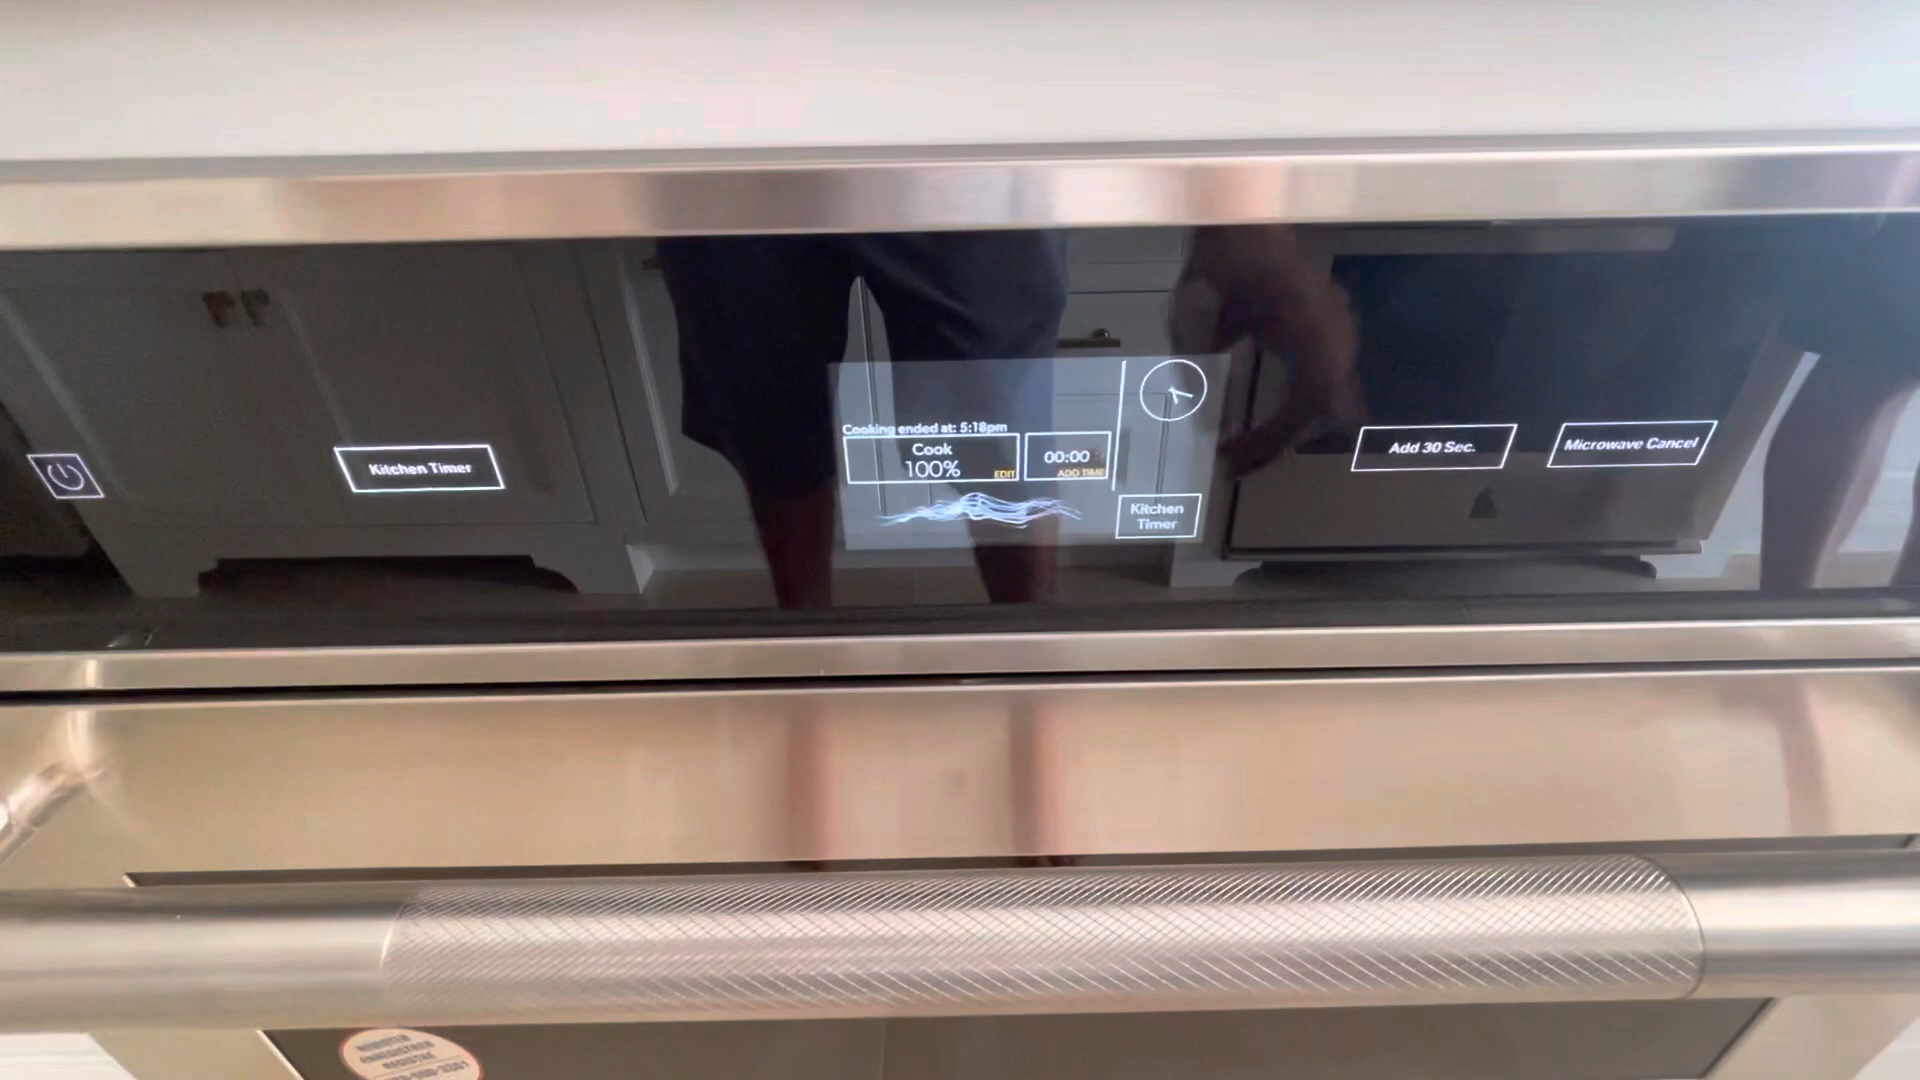 Kitchen Timer
Cooking ended at: 5:18pm
Cook
100%
EDIT
00:00
ADD TIME
Kitchen
Timer
Add 30 Sec.
Microwave Cancel